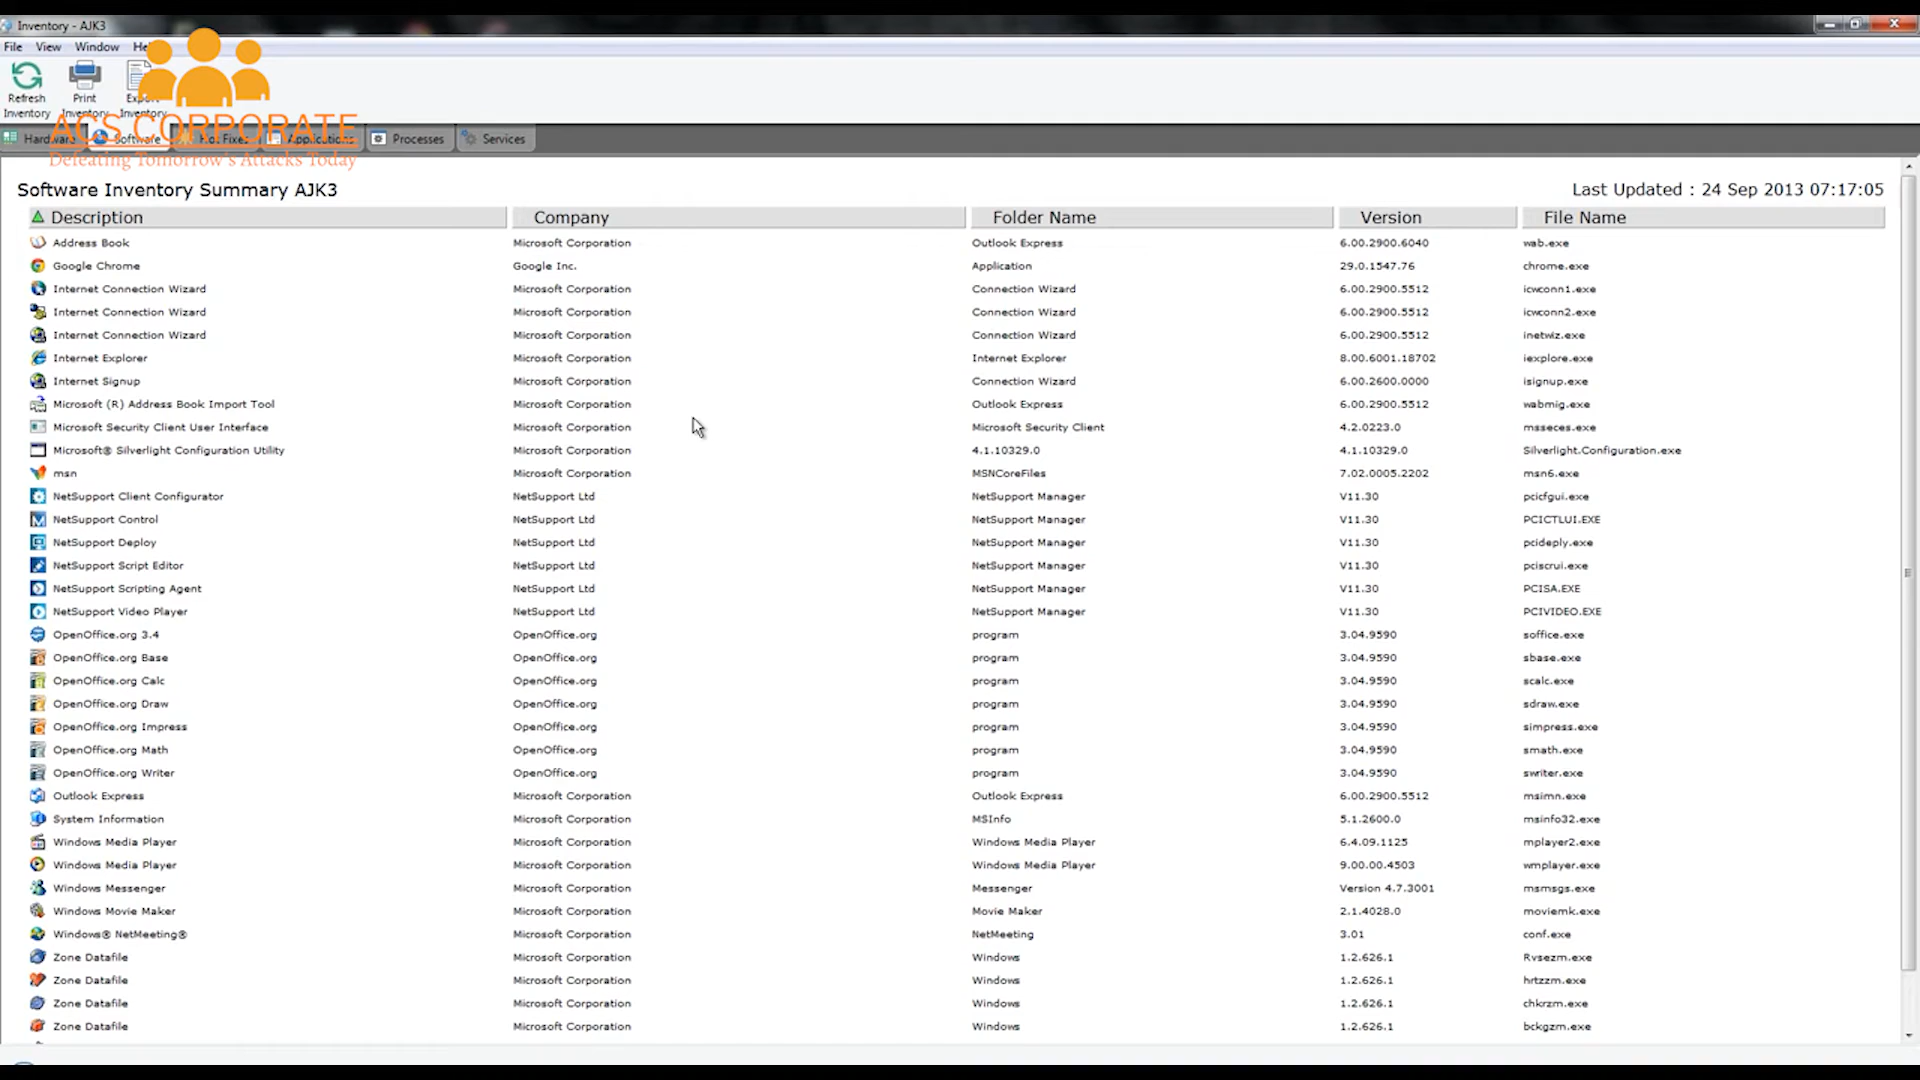 Inventory - AJK3
File View Window
Refresh Inventory
Print Inventory
Export Inventory
ACS CORPORATE
Defeating Tomorrow's Attacks Today
Hardware Software Hot Fixes Applications Processes Services
Software Inventory Summary AJK3 Last Updated : 24 Sep 2013 07:17:05
Description Company Folder Name Version File Name
Address Book Microsoft Corporation Outlook Express 6.00.2900.6040 wab.exe
Google Chrome Google Inc. Application 29.0.1547.76 chrome.exe
Internet Connection Wizard Microsoft Corporation Connection Wizard 6.00.2900.5512 icwconn1.exe
Internet Connection Wizard Microsoft Corporation Connection Wizard 6.00.2900.5512 icwconn2.exe
Internet Connection Wizard Microsoft Corporation Connection Wizard 6.00.2900.5512 inetwiz.exe
Internet Explorer Microsoft Corporation Internet Explorer 8.00.6001.18702 iexplore.exe
Internet Signup Microsoft Corporation Connection Wizard 6.00.2600.0000 isignup.exe
Microsoft (R) Address Book Import Tool Microsoft Corporation Outlook Express 6.00.2900.5512 wabmig.exe
Microsoft Security Client User Interface Microsoft Corporation Microsoft Security Client 4.2.0223.0 msseces.exe
Microsoft® Silverlight Configuration Utility Microsoft Corporation 4.1.10329.0 4.1.10329.0 Silverlight.Configuration.exe
msn Microsoft Corporation MSNCoreFiles 7.02.0005.2202 msn6.exe
NetSupport Client Configurator NetSupport Ltd NetSupport Manager V11.30 pcicfgui.exe
NetSupport Control NetSupport Ltd NetSupport Manager V11.30 PCICTLUI.EXE
NetSupport Deploy NetSupport Ltd NetSupport Manager V11.30 pcideply.exe
NetSupport Script Editor NetSupport Ltd NetSupport Manager V11.30 pciscrui.exe
NetSupport Scripting Agent NetSupport Ltd NetSupport Manager V11.30 PCISA.EXE
NetSupport Video Player NetSupport Ltd NetSupport Manager V11.30 PCIVIDEO.EXE
OpenOffice.org 3.4 OpenOffice.org program 3.04.9590 soffice.exe
OpenOffice.org Base OpenOffice.org program 3.04.9590 sbase.exe
OpenOffice.org Calc OpenOffice.org program 3.04.9590 scalc.exe
OpenOffice.org Draw OpenOffice.org program 3.04.9590 sdraw.exe
OpenOffice.org Impress OpenOffice.org program 3.04.9590 simpress.exe
OpenOffice.org Math OpenOffice.org program 3.04.9590 smath.exe
OpenOffice.org Writer OpenOffice.org program 3.04.9590 swriter.exe
Outlook Express Microsoft Corporation Outlook Express 6.00.2900.5512 msimn.exe
System Information Microsoft Corporation MSInfo 5.1.2600.0 msinfo32.exe
Windows Media Player Microsoft Corporation Windows Media Player 6.4.09.1125 mplayer2.exe
Windows Media Player Microsoft Corporation Windows Media Player 9.00.00.4503 wmplayer.exe
Windows Messenger Microsoft Corporation Messenger Version 4.7.3001 msmsgs.exe
Windows Movie Maker Microsoft Corporation Movie Maker 2.1.4028.0 moviemk.exe
Windows® NetMeeting® Microsoft Corporation NetMeeting 3.01 conf.exe
Zone Datafile Microsoft Corporation Windows 1.2.626.1 Rvsezm.exe
Zone Datafile Microsoft Corporation Windows 1.2.626.1 hrtzzm.exe
Zone Datafile Microsoft Corporation Windows 1.2.626.1 chkrzm.exe
Zone Datafile Microsoft Corporation Windows 1.2.626.1 bckgzm.exe